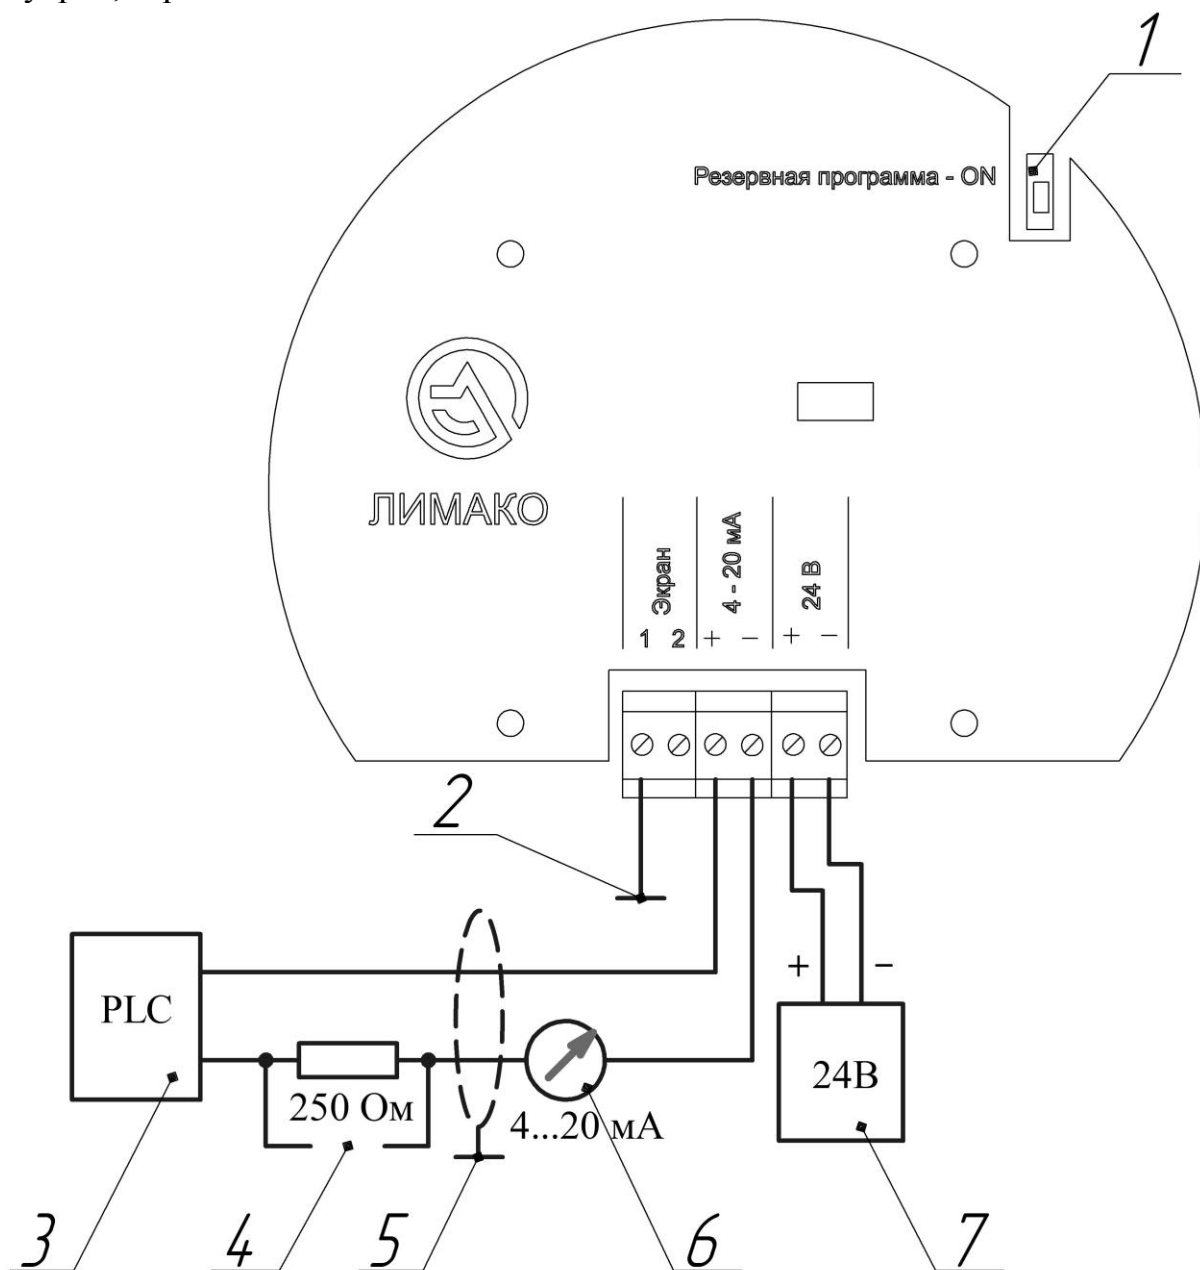 1
Резервная программа - ON
ЛИМАКО
Экран
4 - 20 мА
24 В
1 2 + − + −
2
+ −
PLC
24В
250 Ом
4...20 мА
3 4 5 6 7